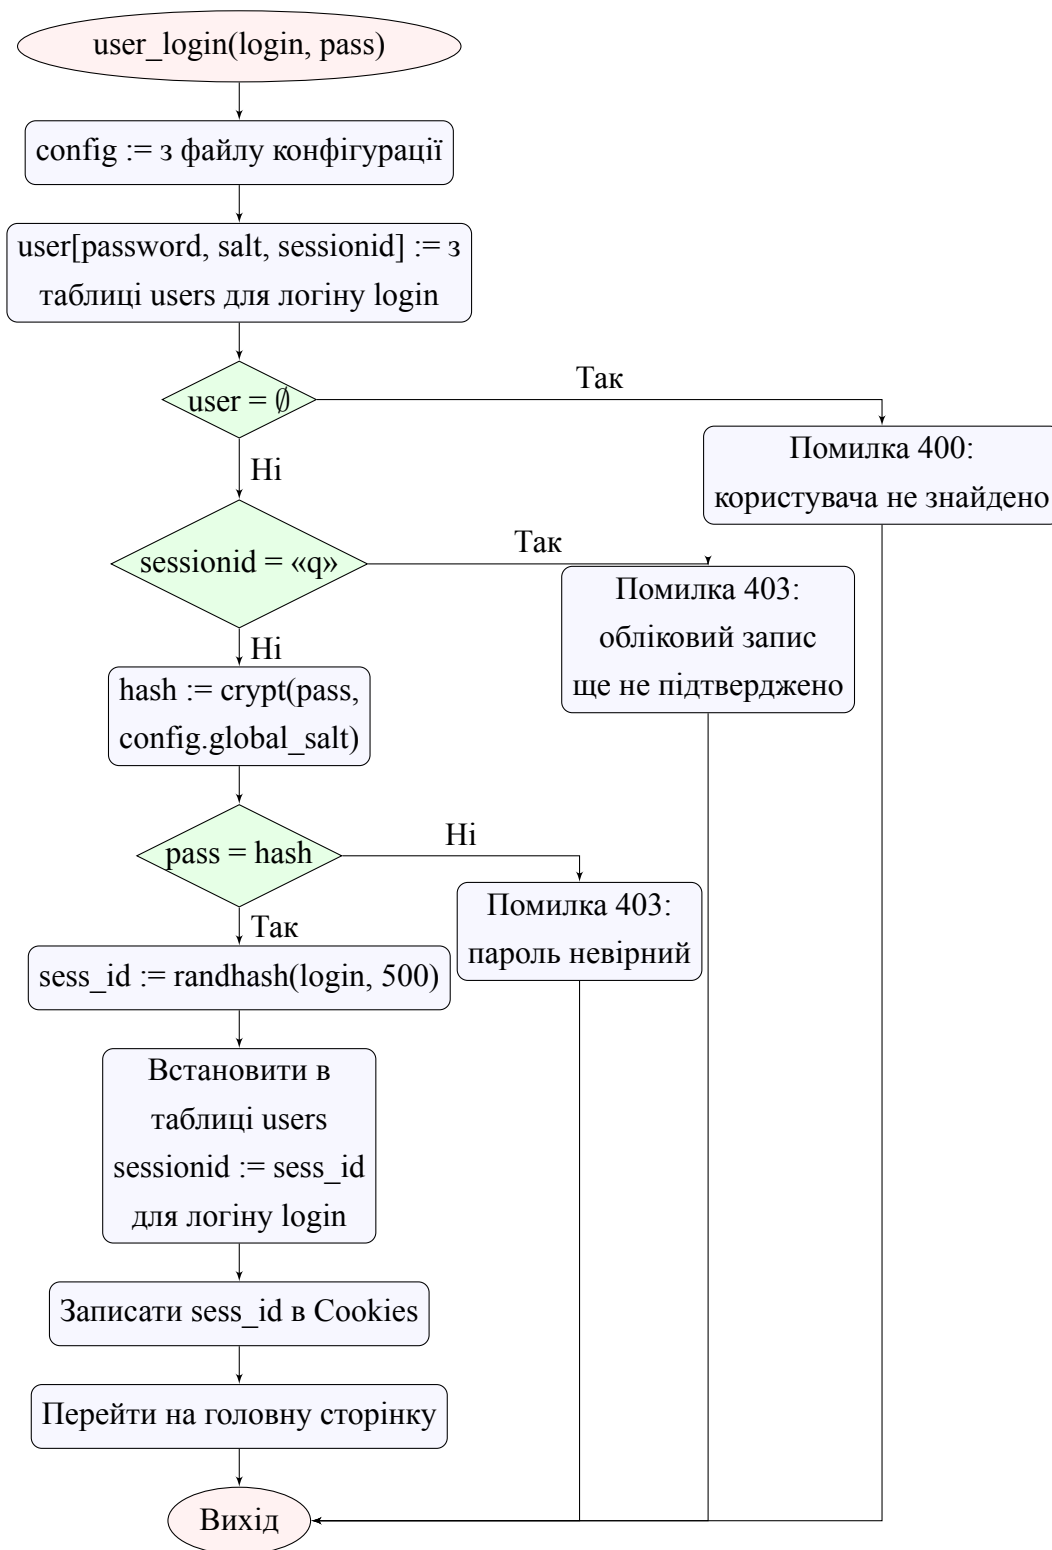 user_login(login, pass)
config := з файлу конфігурації
user[password, salt, sessionid] := з
таблиці users для логіну login
user = ∅
Так
Помилка 400:
користувача не знайдено
Ні
sessionid = «q»
Так
Помилка 403:
обліковий запис
ще не підтверджено
Ні
hash := crypt(pass,
config.global_salt)
pass = hash
Ні
Помилка 403:
пароль невірний
Так
sess_id := randhash(login, 500)
Встановити в
таблиці users
sessionid := sess_id
для логіну login
Записати sess_id в Cookies
Перейти на головну сторінку
Вихід